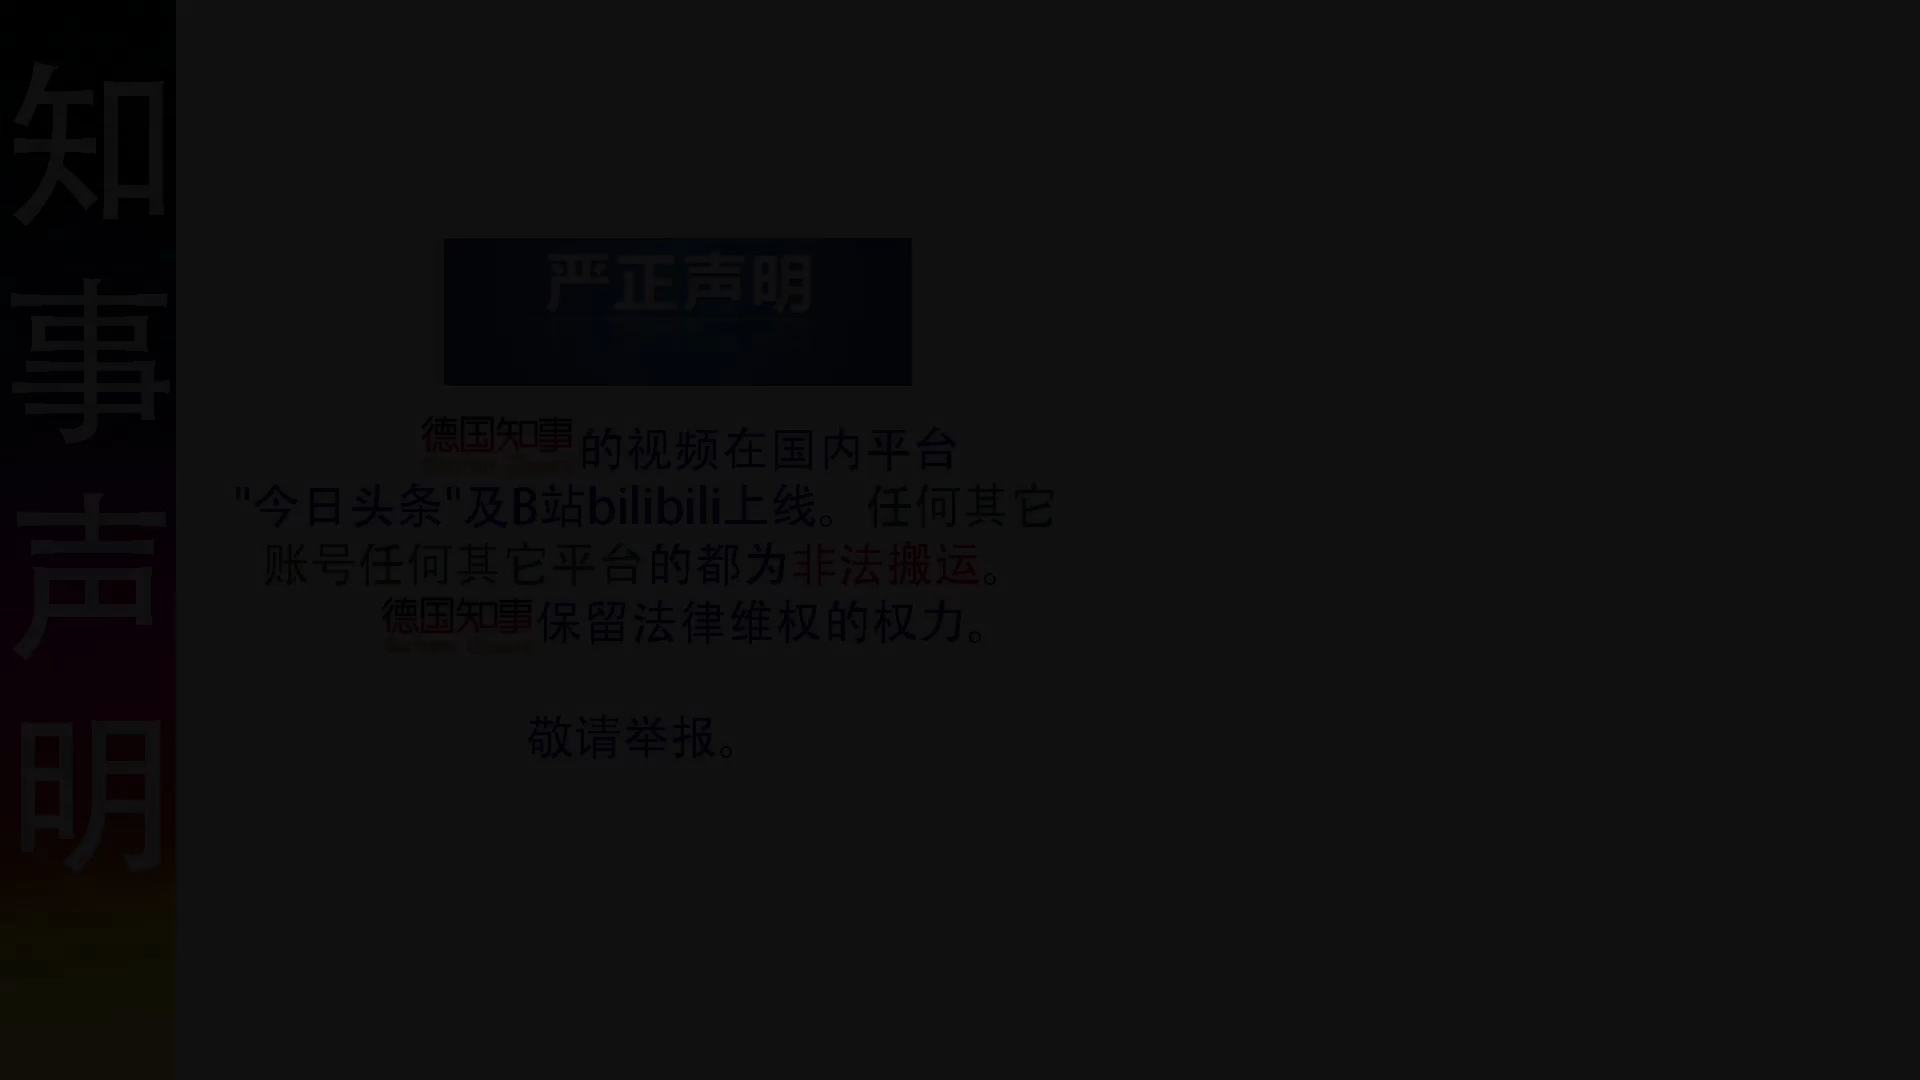 知事声明
严正声明
德国知事的视频在国内平台
"今日头条"及B站bilibili上线。任何其它
账号任何其它平台的都为非法搬运。
德国知事保留法律维权的权力。
敬请举报。